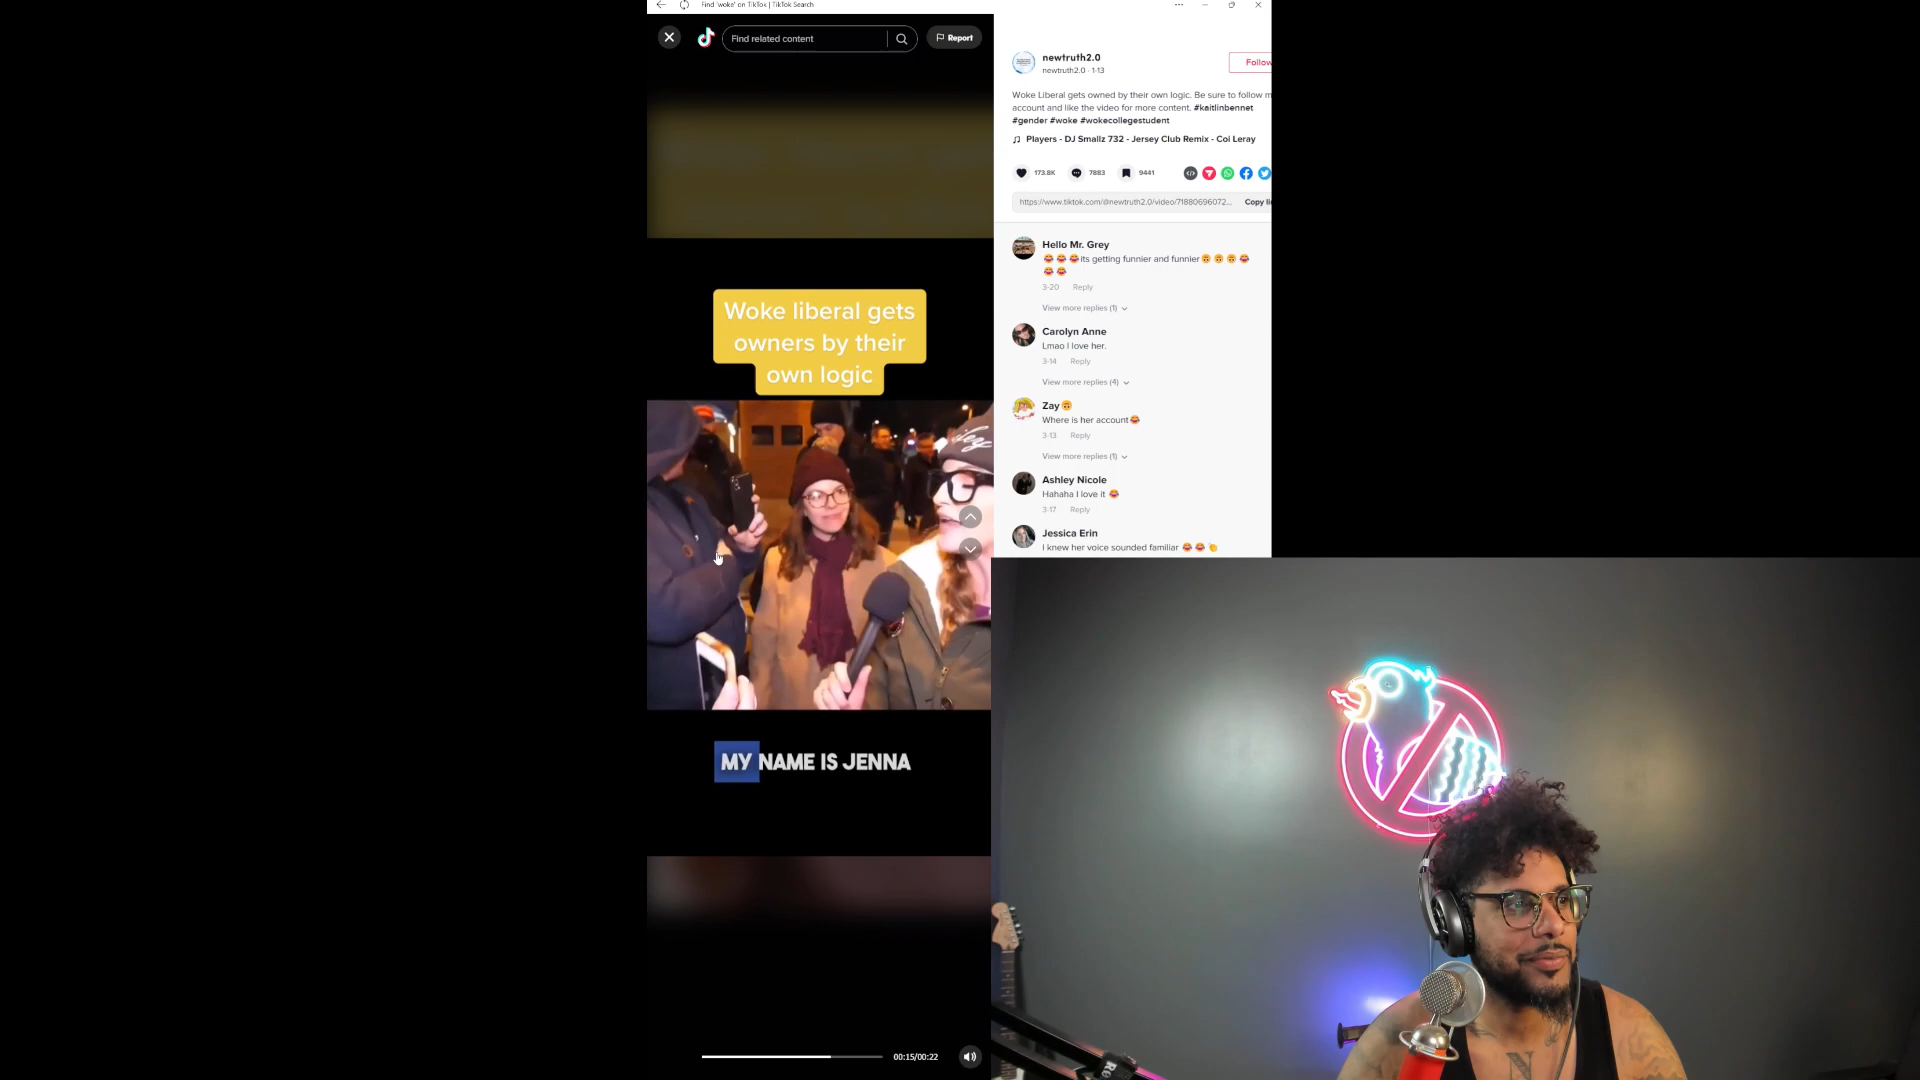 Find 'woke' on TikTok | TikTok Search
Find related content
Report
Woke liberal gets
owners by their
own logic
MY NAME IS JENNA
00:15/00:22
newtruth2.0
newtruth2.0 · 1-13
Follow
Woke Liberal gets owned by their own logic. Be sure to follow m
account and like the video for more content. #kaitlinbennet
#gender #woke #wokecollegestudent
Players - DJ Smallz 732 - Jersey Club Remix - Coi Leray
173.8K
7883
9441
https://www.tiktok.com/@newtruth2.0/video/71880696072...
Copy li
Hello Mr. Grey
😂😂😂its getting funnier and funnier🙃🙃🙃😂
😂😂
3-20 Reply
View more replies (1)
Carolyn Anne
Lmao I love her.
3-14 Reply
View more replies (4)
Zay🙃
Where is her account😂
3-13 Reply
View more replies (1)
Ashley Nicole
Hahaha I love it 😂
3-17 Reply
Jessica Erin
I knew her voice sounded familiar 😂😂👏